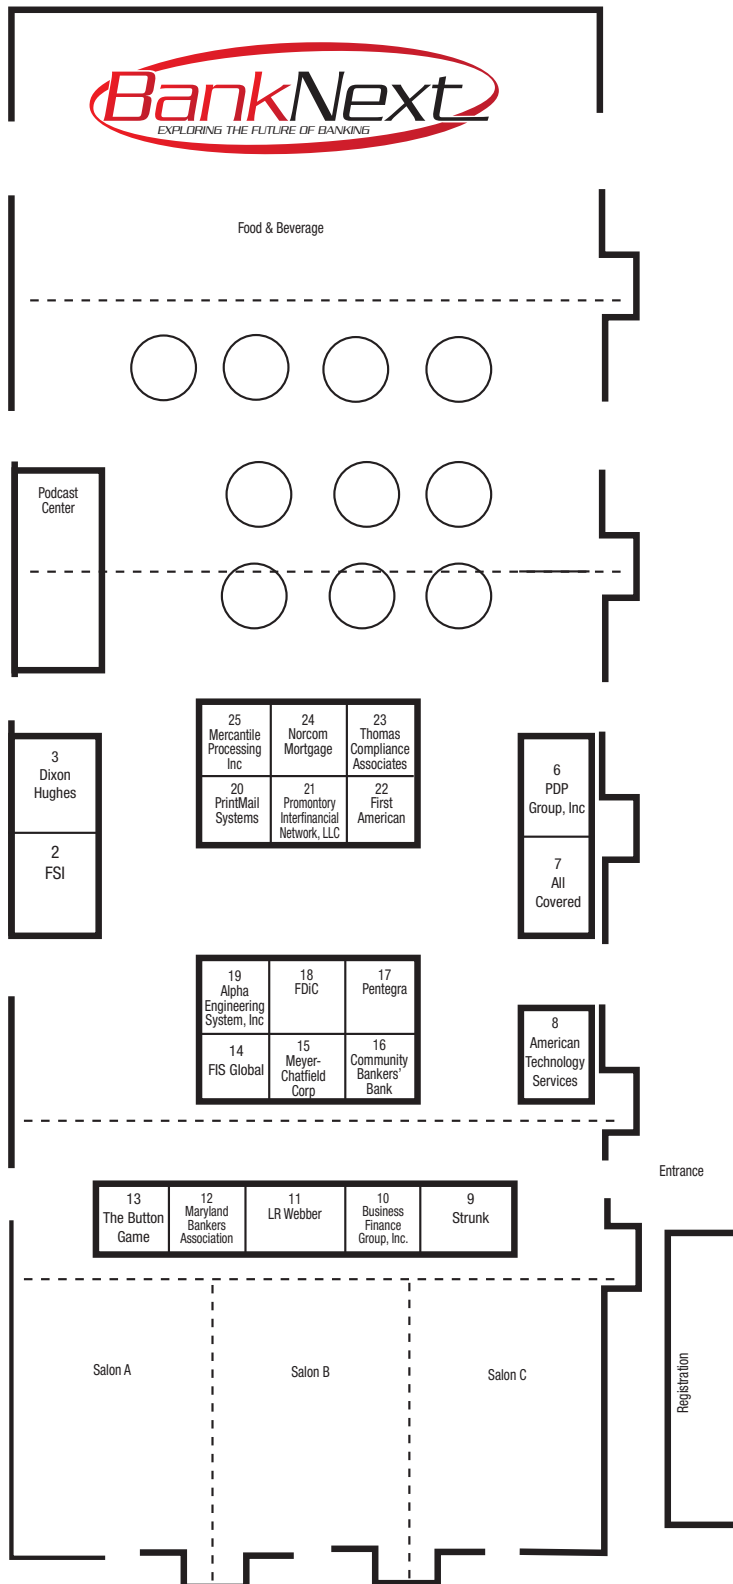 BankNext
EXPLORING THE FUTURE OF BANKING
Food & Beverage
Podcast
Center
25
Mercantile
Processing
Inc
24
Norcom
Mortgage
23
Thomas
Compliance
Associates
20
PrintMail
Systems
21
Promontory
Interfinancial
Network, LLC
22
First
American
3
Dixon
Hughes
2
FSI
6
PDP
Group, Inc
7
All
Covered
19
Alpha
Engineering
System, Inc
18
FDiC
17
Pentegra
14
FIS Global
15
Meyer-
Chatfield
Corp
16
Community
Bankers'
Bank
8
American
Technology
Services
Entrance
13
The Button
Game
12
Maryland
Bankers
Association
11
LR Webber
10
Business
Finance
Group, Inc.
9
Strunk
Salon A
Salon B
Salon C
Registration